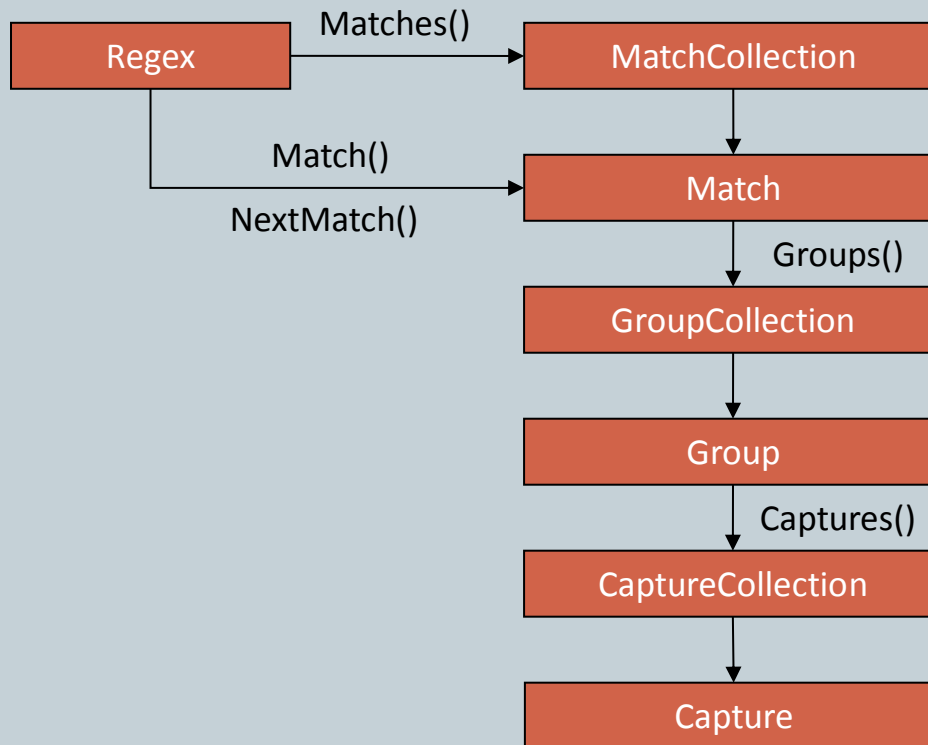 Matches()
Regex
MatchCollection
Match()
Match
NextMatch()
Groups()
GroupCollection
Group
Captures()
CaptureCollection
Capture